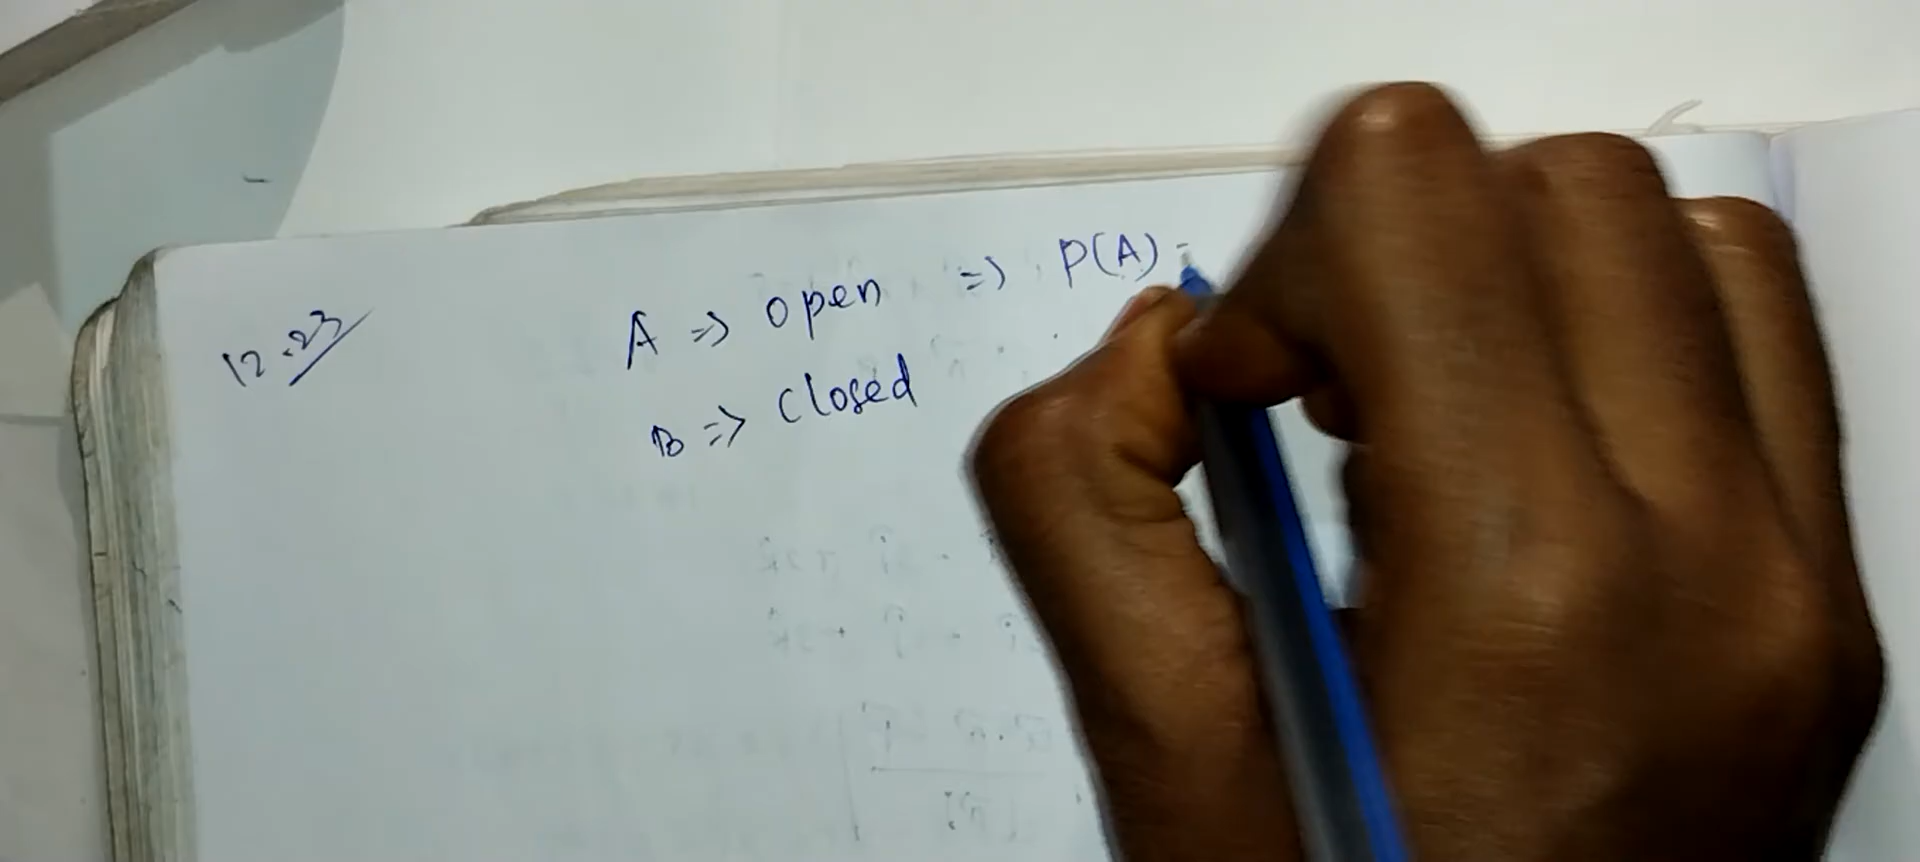 12.23
A => open => P(A) =
B => closed